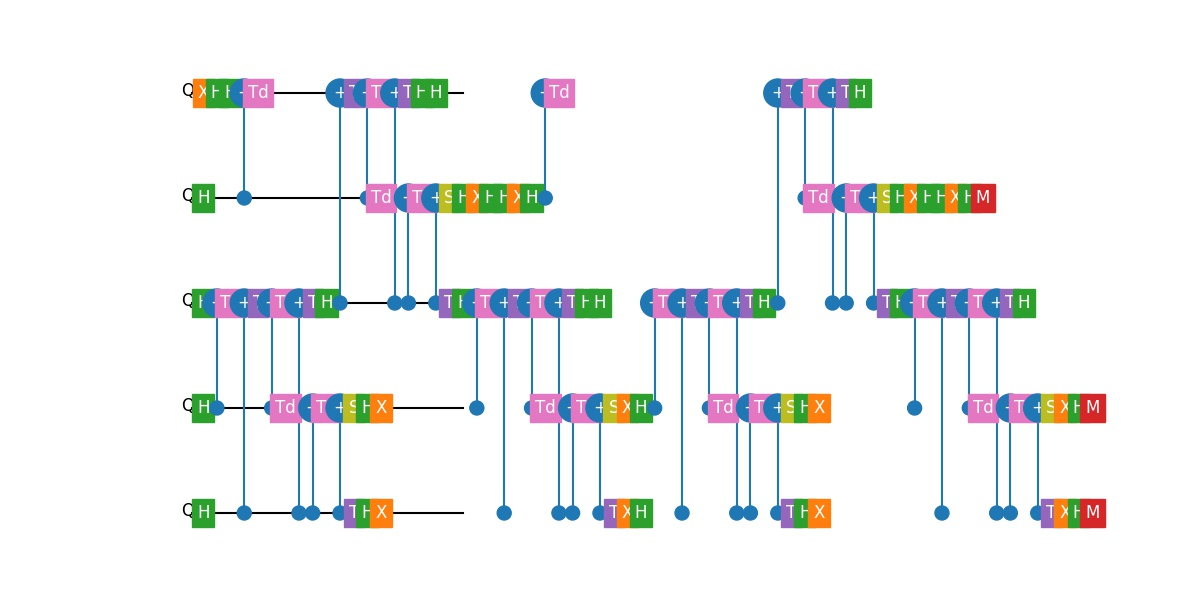 Q X H H + Td + T + T + T H H + Td + T + T + T H
Q H Td + T + S H X H H X H Td + T + S H X H H X H M
Q H + T + T + T + T H T H + T + T + T + T H H + T + T + T + T H T H + T + T + T + T H
Q H Td + T + S H X Td + T + S X H Td + T + S H X Td + T + S X H M
Q H T H X T X H T H X T X H M